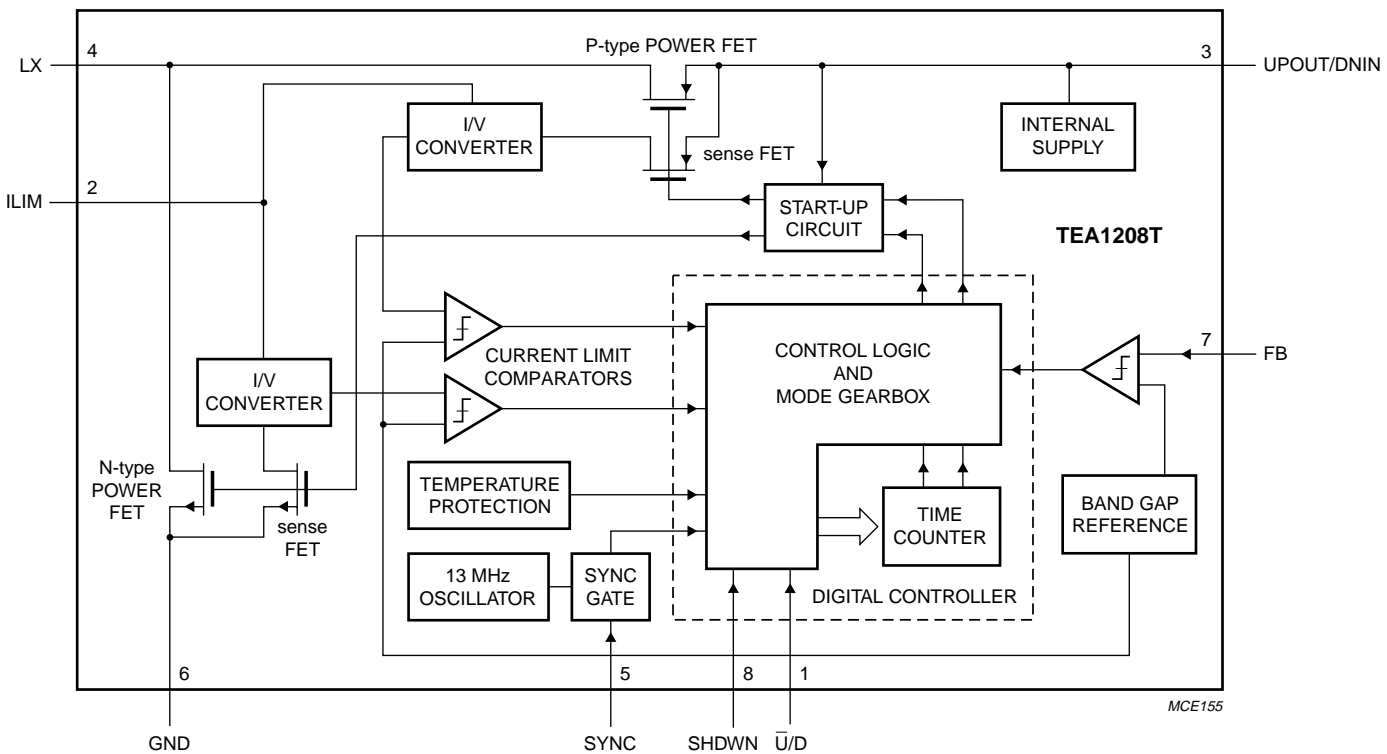 P-type POWER FET
4
3
LX
UPOUT/DNIN
I/V
CONVERTER
INTERNAL
SUPPLY
sense FET
2
ILIM
START-UP
CIRCUIT
TEA1208T
CURRENT LIMIT
COMPARATORS
CONTROL LOGIC
AND
MODE GEARBOX
7
FB
I/V
CONVERTER
N-type
POWER
FET
sense
FET
TEMPERATURE
PROTECTION
TIME
COUNTER
BAND GAP
REFERENCE
13 MHz
OSCILLATOR
SYNC
GATE
DIGITAL CONTROLLER
6
5
8
1
MCE155
GND
SYNC
SHDWN
U̅/D